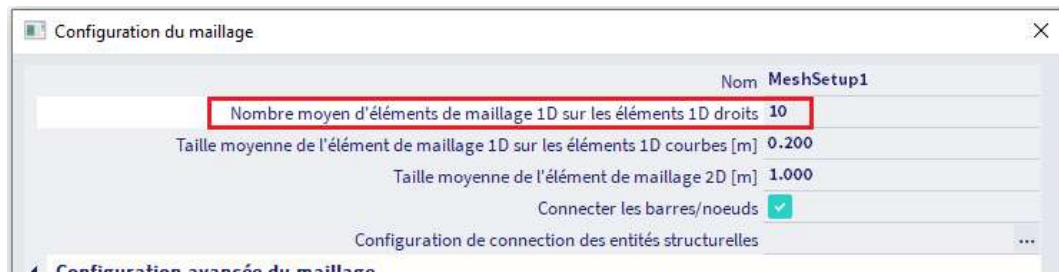 Configuration du maillage
Nom MeshSetup1
Nombre moyen d'éléments de maillage 1D sur les éléments 1D droits 10
Taille moyenne de l'élément de maillage 1D sur les éléments 1D courbes [m] 0.200
Taille moyenne de l'élément de maillage 2D [m] 1.000
Connecter les barres/noeuds
Configuration de connection des entités structurelles ...
Configuration avancée du maillage